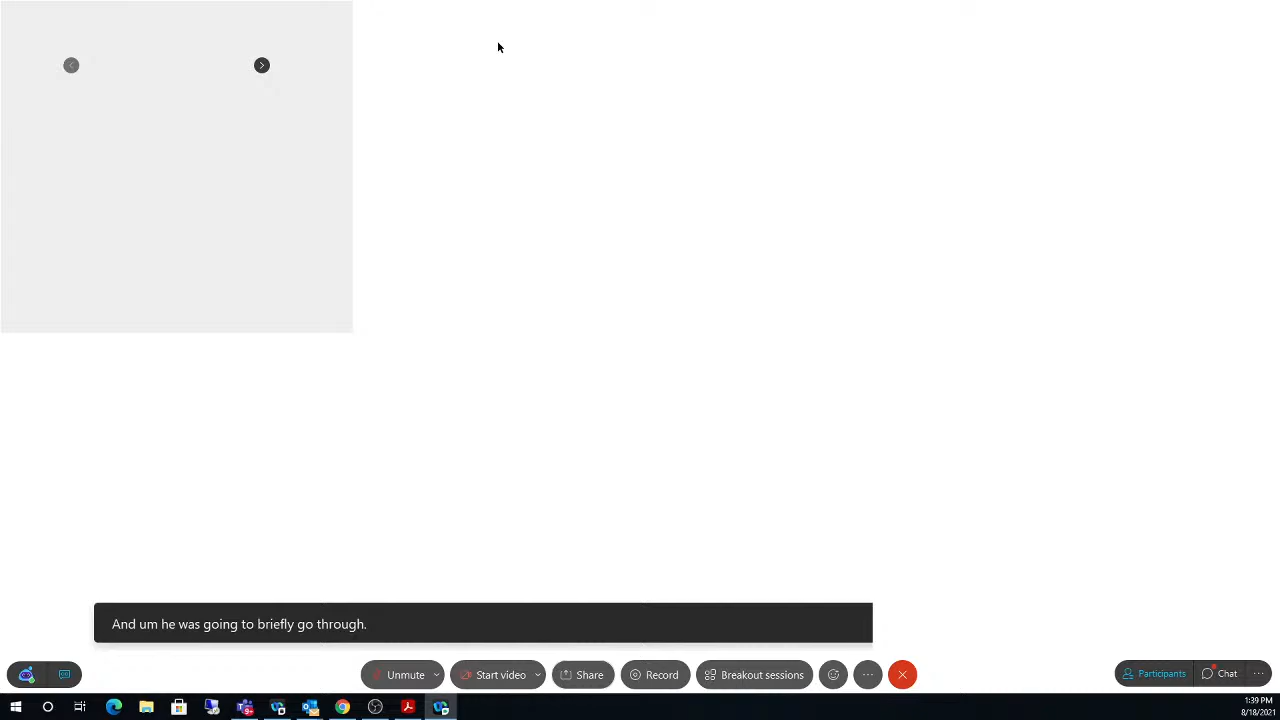 And um he was going to briefly go through.
Unmute
Start video
Share
Record
Breakout sessions
Participants
Chat
1:39 PM
8/18/2021